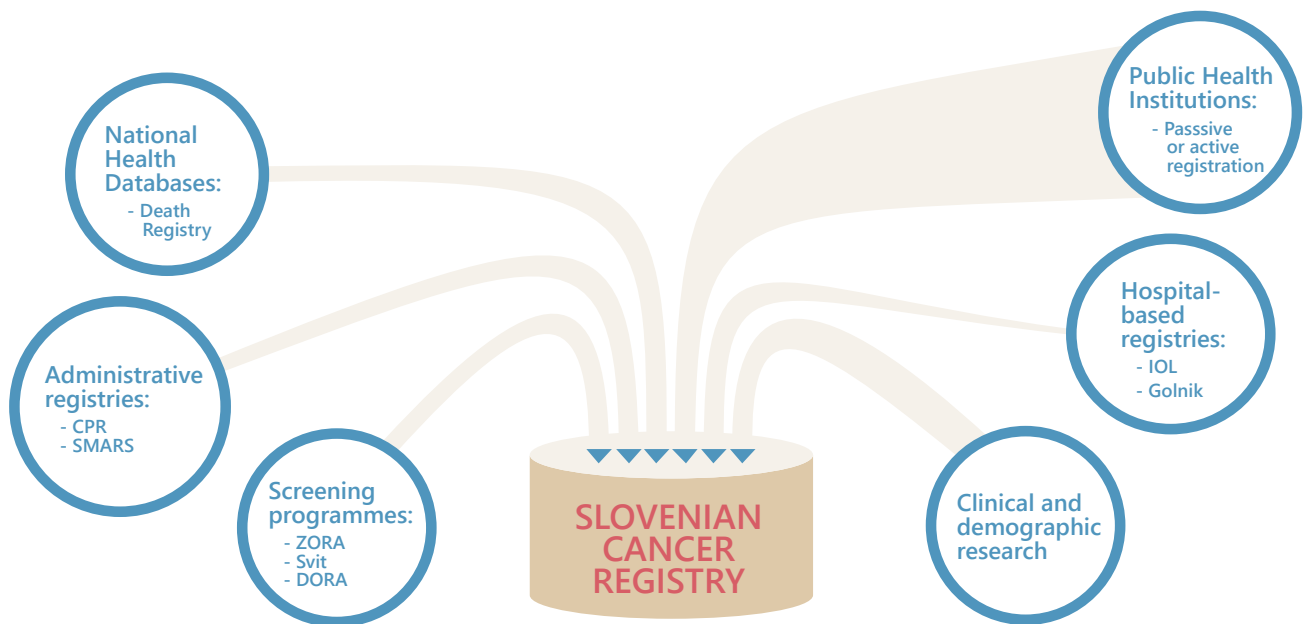 National
Health
Databases:
- Death
Registry
Administrative
registries:
- CPR
- SMARS
Screening
programmes:
- ZORA
- Svit
- DORA
SLOVENIAN
CANCER
REGISTRY
Public Health
Institutions:
- Passsive
or active
registration
Hospital-
based
registries:
- IOL
- Golnik
Clinical and
demographic
research